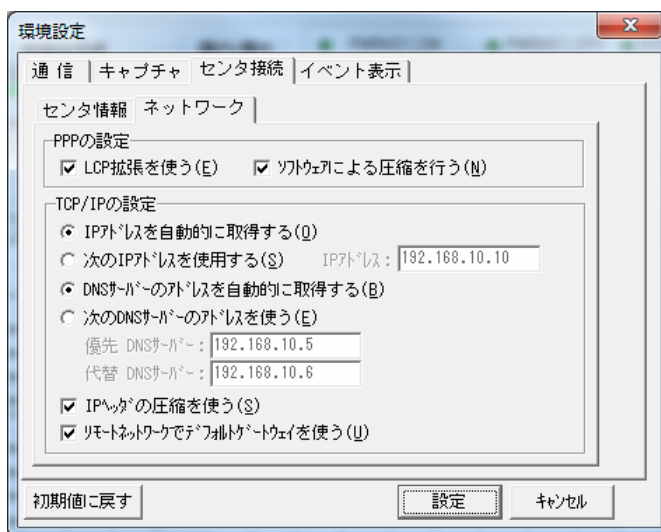 環境設定
通信 キャプチャ センタ接続 イベント表示
センタ情報 ネットワーク
PPPの設定
LCP拡張を使う(E) ソフトウェアによる圧縮を行う(N)
TCP/IPの設定
IPアドレスを自動的に取得する(O)
次のIPアドレスを使用する(S) IPアドレス: 192.168.10.10
DNSサーバーのアドレスを自動的に取得する(B)
次のDNSサーバーのアドレスを使う(E)
優先 DNSサーバー: 192.168.10.5
代替 DNSサーバー: 192.168.10.6
IPヘッダの圧縮を使う(S)
リモートネットワークでデフォルトゲートウェイを使う(U)
初期値に戻す 設定 キャンセル